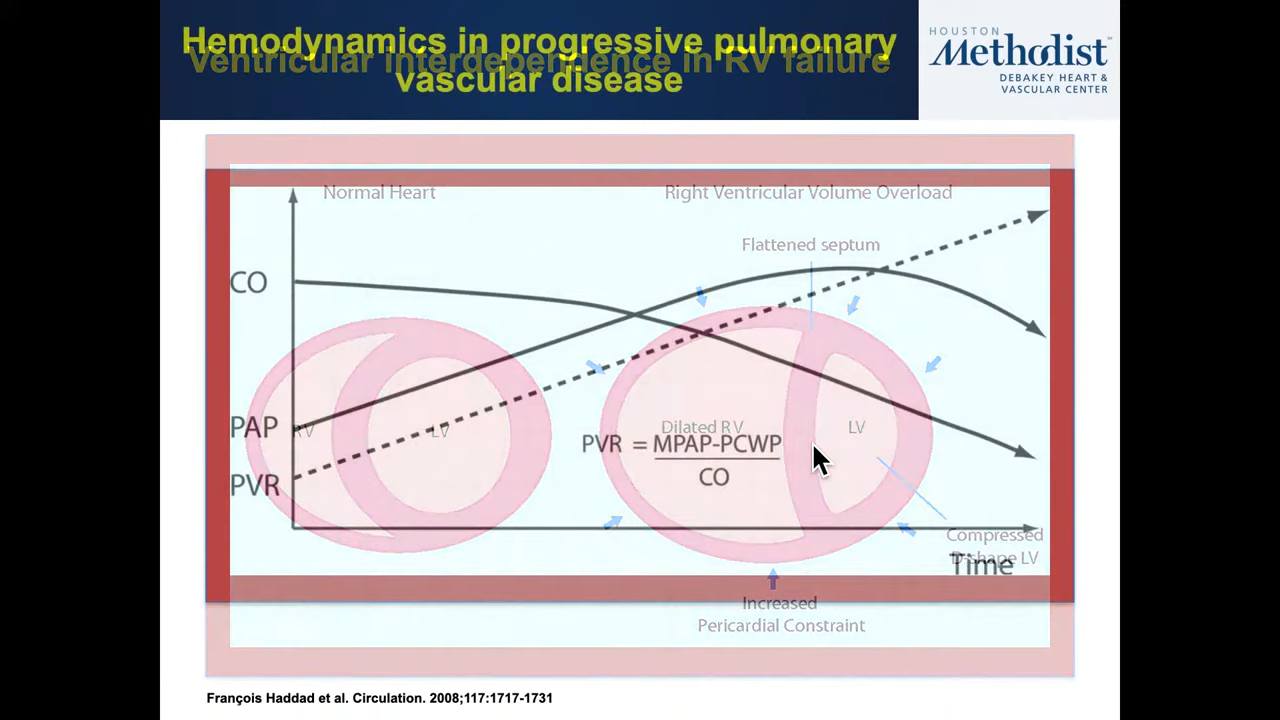 Hemodynamics in progressive pulmonary
Ventricular interdependence in RV failure
vascular disease
HOUSTON
Methodist
DEBAKEY HEART &
VASCULAR CENTER
Normal Heart
Right Ventricular Volume Overload
Flattened septum
CO
PAP
RV
LV
Dilated RV
LV
PVR = MPAP-PCWP
CO
PVR
Compressed
D-shape LV
Time
Increased
Pericardial Constraint
François Haddad et al. Circulation. 2008;117:1717-1731